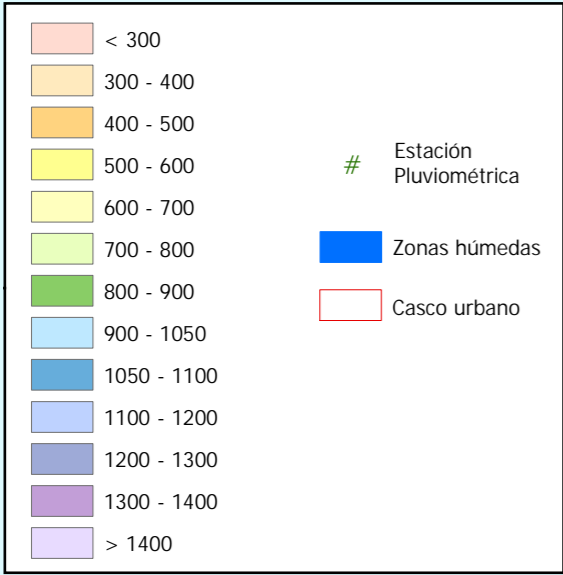 < 300
300 - 400
400 - 500
500 - 600
600 - 700
700 - 800
800 - 900
900 - 1050
1050 - 1100
1100 - 1200
1200 - 1300
1300 - 1400
> 1400
# Estación
Pluviométrica
Zonas húmedas
Casco urbano